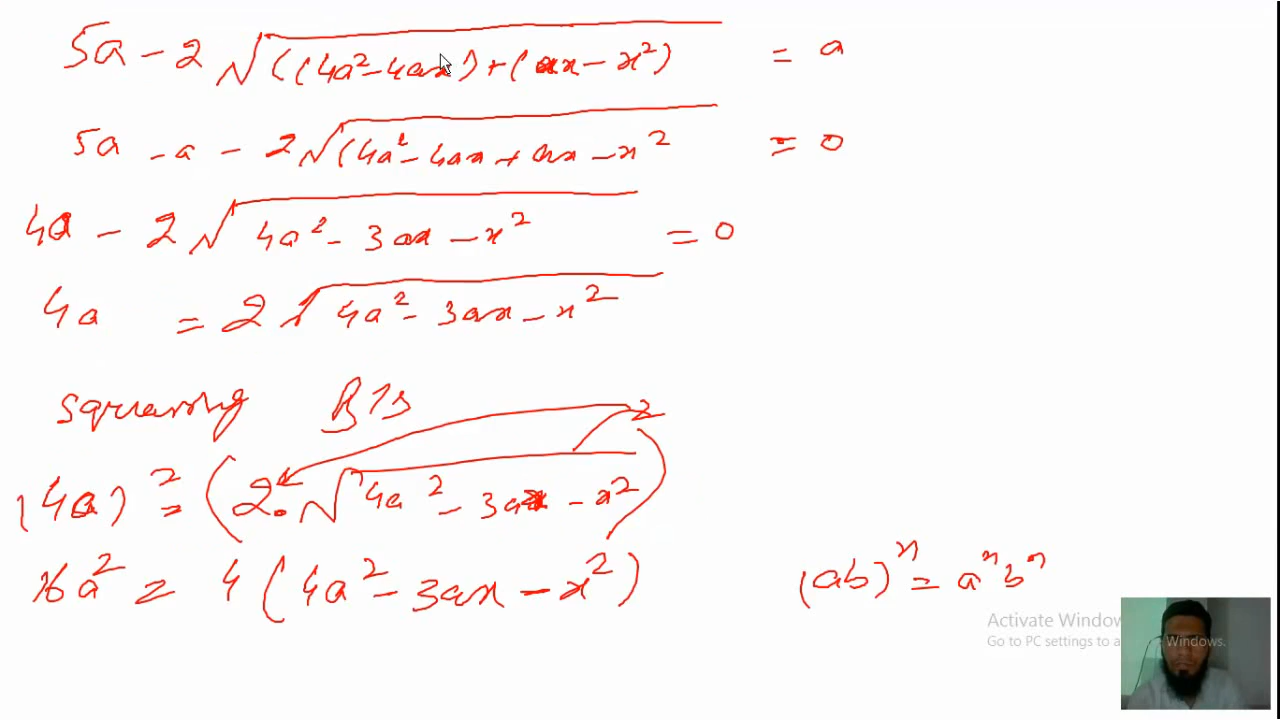 5a - 2 √((4a² - 4ax) + (ax - x²) = a
5a - a - 2 √(4a² - 4ax + ax - x² = 0
4a - 2 √4a² - 3ax - x² = 0
4a = 2 √4a² - 3ax - x²
squaring BTS
(4a)² = (2.√4a² - 3ax - x²)²
16a² = 4 (4a² - 3ax - x²)
(ab)ⁿ = aⁿbⁿ
Activate Windows
Go to PC settings to a Windows.